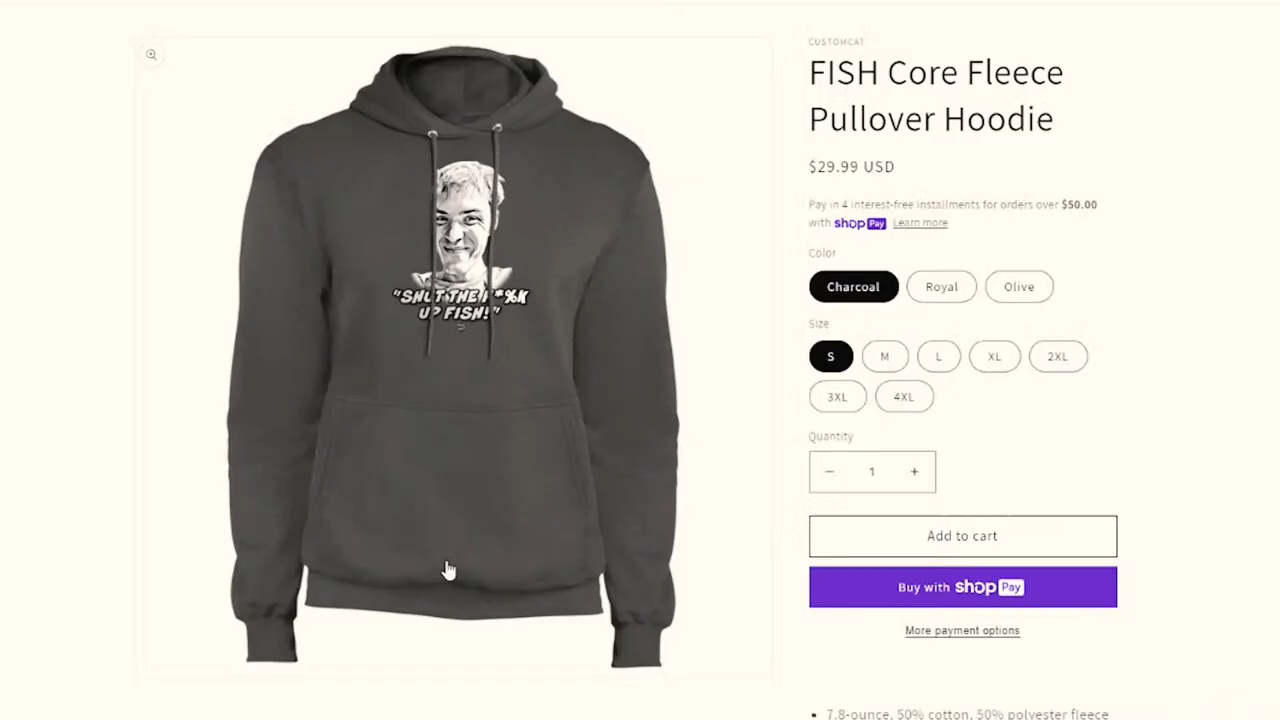 CUSTOMCAT
FISH Core Fleece
Pullover Hoodie
$29.99 USD
Pay in 4 interest-free installments for orders over $50.00
with shop Pay Learn more
Color
Charcoal Royal Olive
Size
S M L XL 2XL
3XL 4XL
Quantity
− 1 +
Add to cart
Buy with shop Pay
More payment options
• 7.8-ounce, 50% cotton, 50% polyester fleece
"SHUT THE F*%K
UP FISH!"